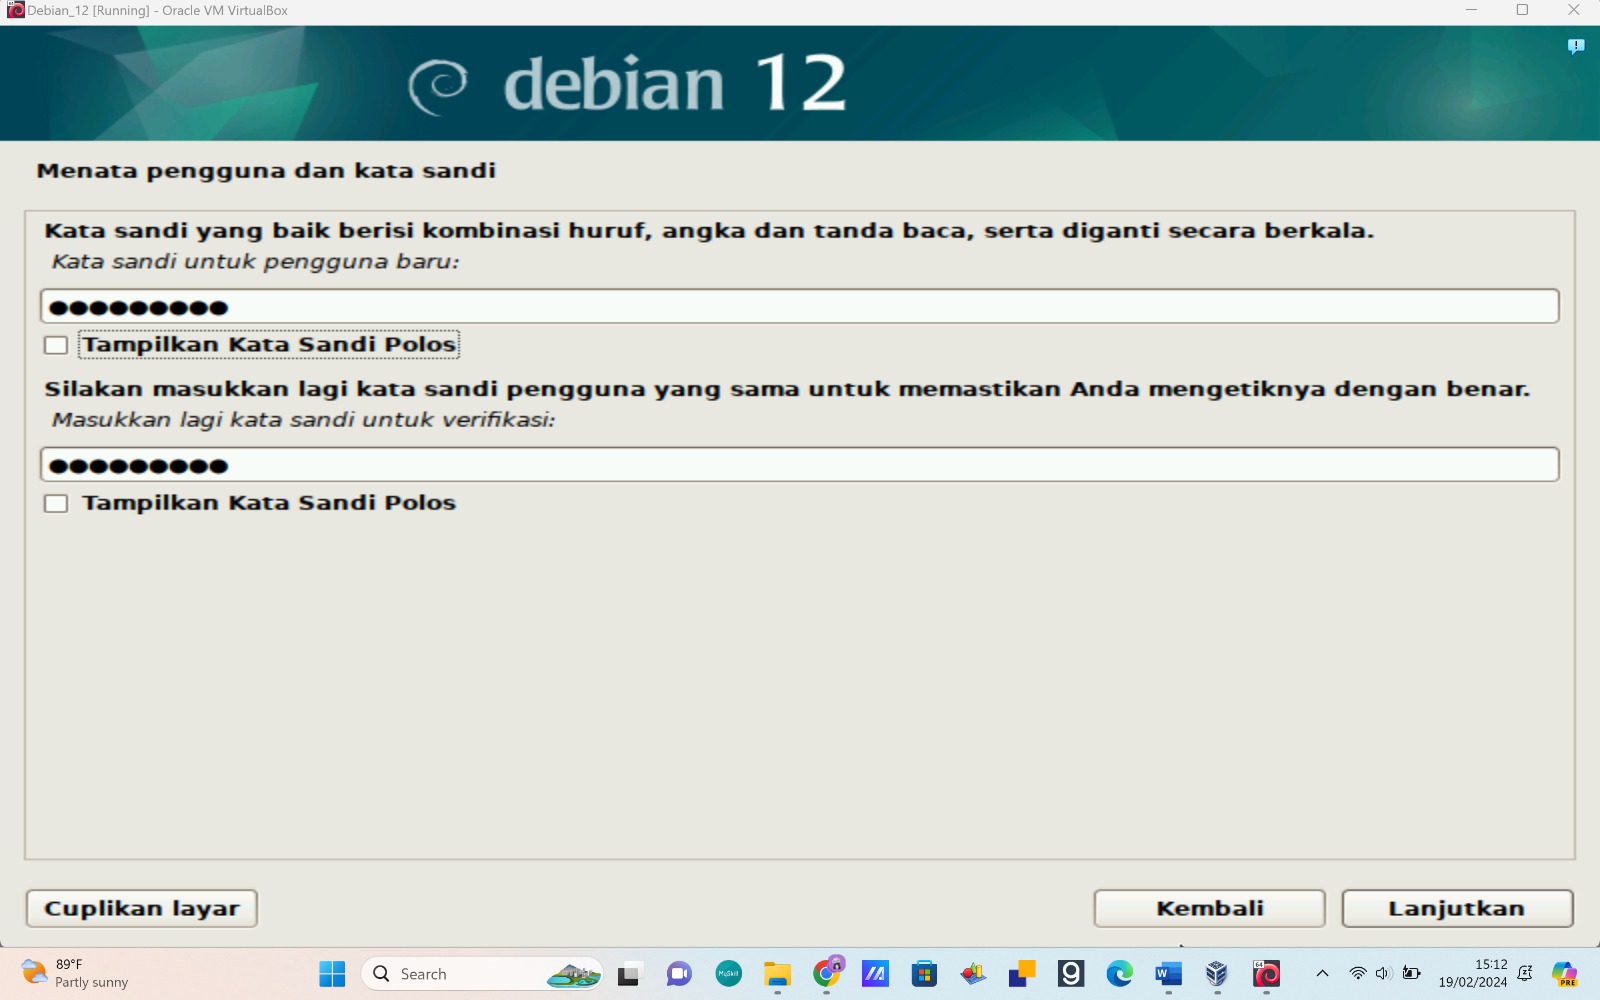 Debian_12 [Running] - Oracle VM VirtualBox
debian 12
Menata pengguna dan kata sandi
Kata sandi yang baik berisi kombinasi huruf, angka dan tanda baca, serta diganti secara berkala.
Kata sandi untuk pengguna baru:
●●●●●●●●●
Tampilkan Kata Sandi Polos
Silakan masukkan lagi kata sandi pengguna yang sama untuk memastikan Anda mengetiknya dengan benar.
Masukkan lagi kata sandi untuk verifikasi:
●●●●●●●●●
Tampilkan Kata Sandi Polos
Cuplikan layar
Kembali
Lanjutkan
89°F
Partly sunny
Search
MySkill
15:12
19/02/2024
PRE